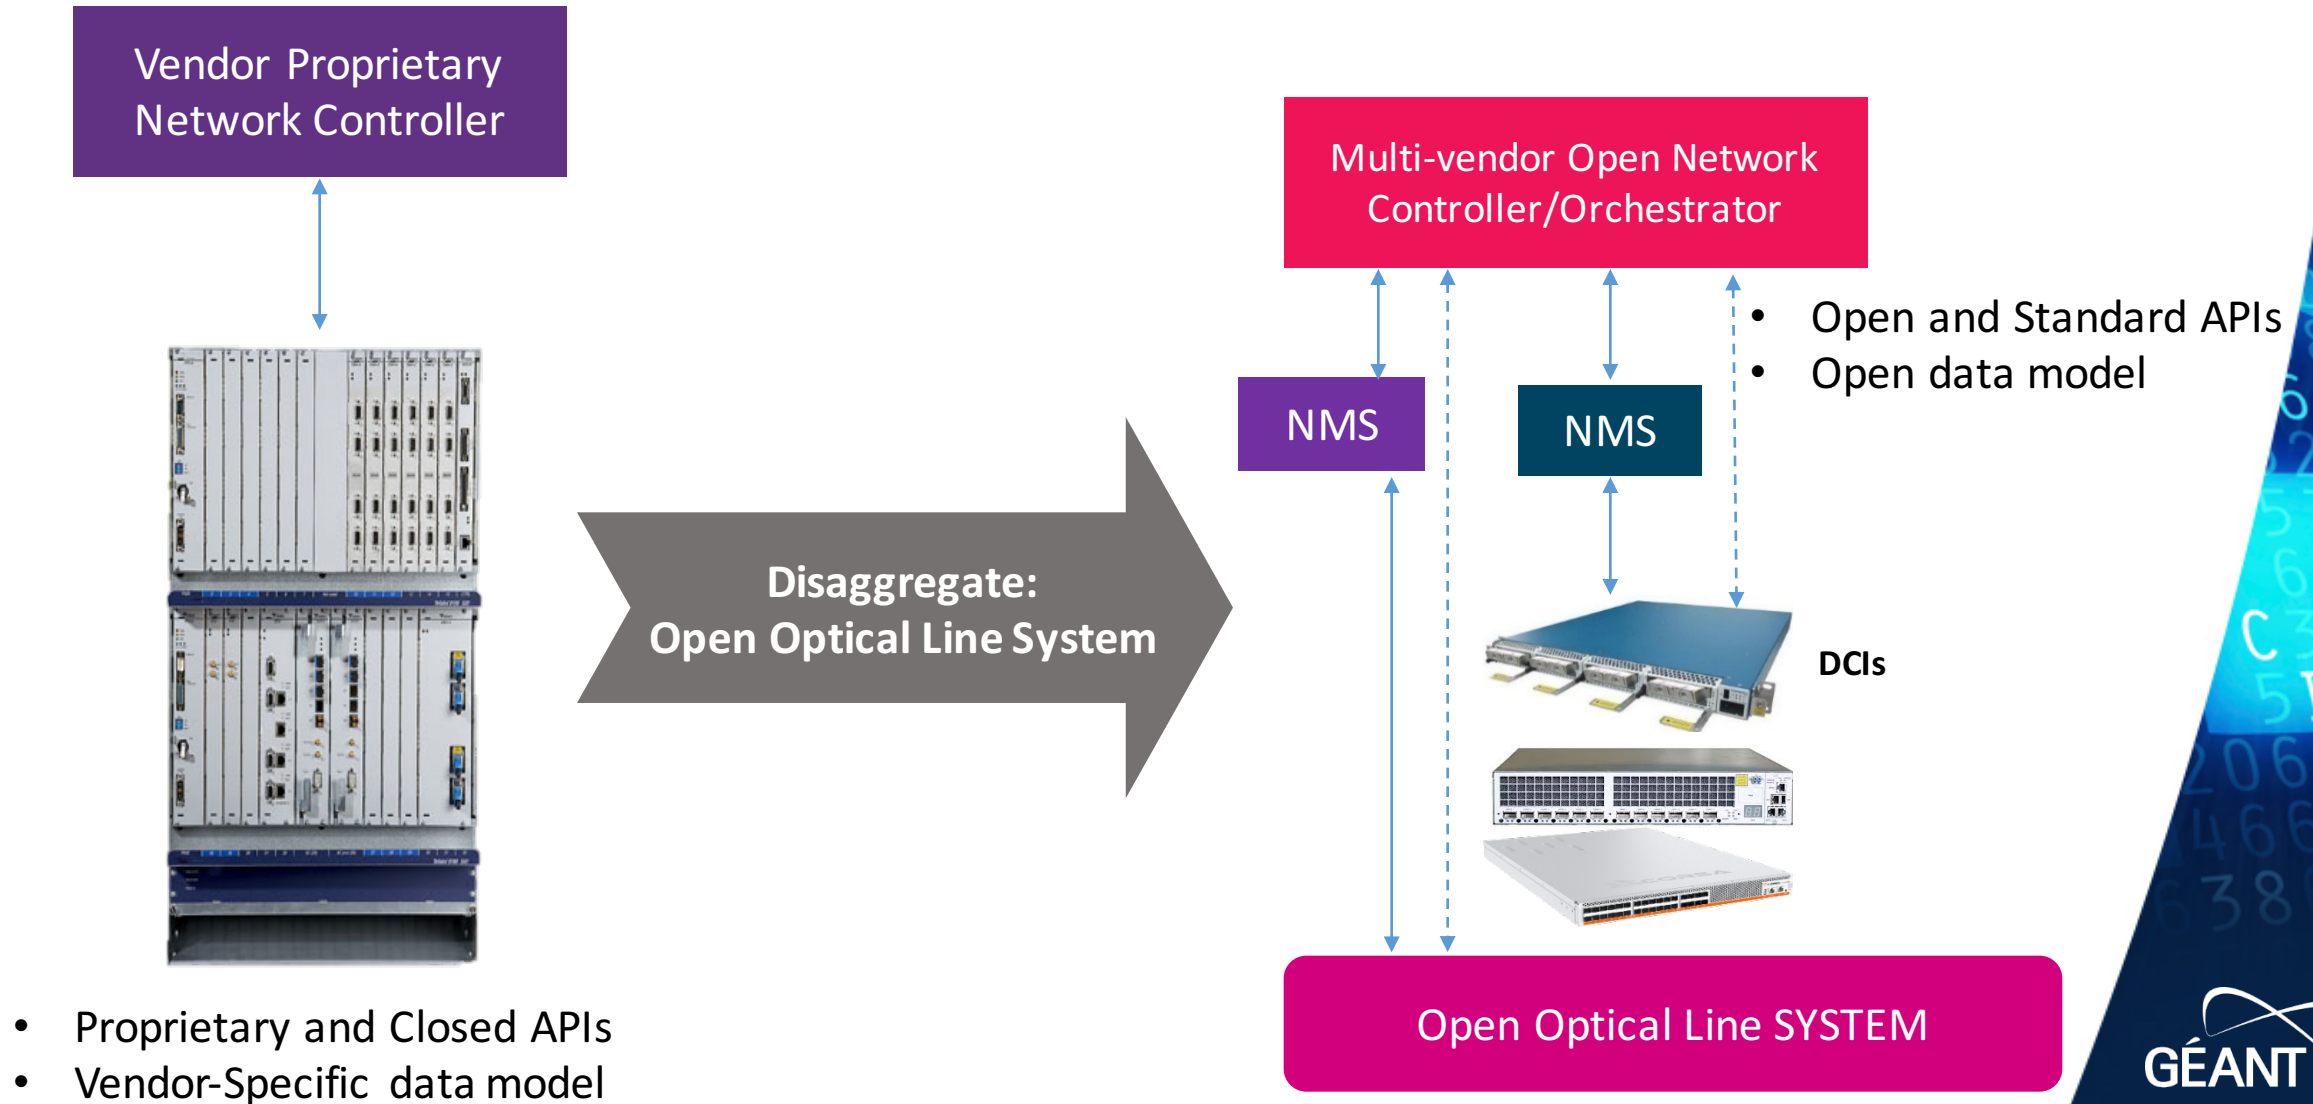 Vendor Proprietary
Network Controller
Multi-vendor Open Network
Controller/Orchestrator
• Open and Standard APIs
• Open data model
NMS
NMS
Disaggregate:
Open Optical Line System
DCIs
CORSA
Open Optical Line SYSTEM
• Proprietary and Closed APIs
• Vendor-Specific data model
GÉANT